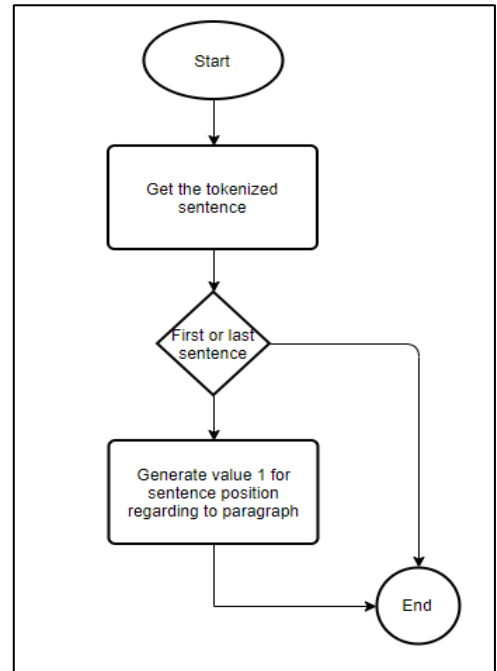 Start
Get the tokenized
sentence
First or last
sentence
Generate value 1 for
sentence position
regarding to paragraph
End